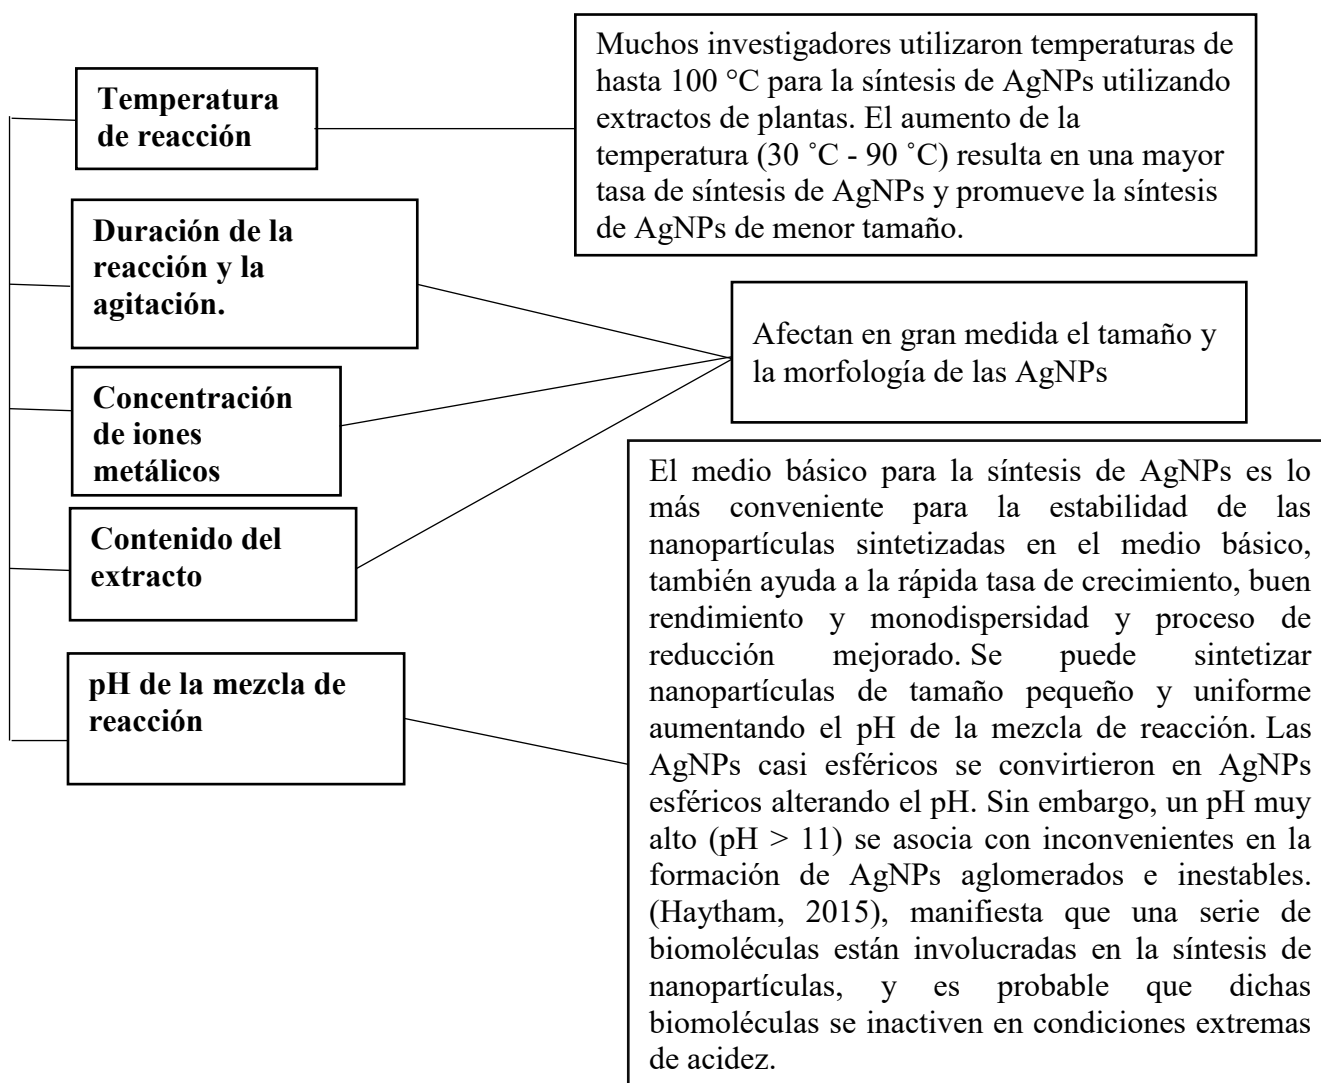 Temperatura
de reacción
Muchos investigadores utilizaron temperaturas de
hasta 100 °C para la síntesis de AgNPs utilizando
extractos de plantas. El aumento de la
temperatura (30 ˚C - 90 ˚C) resulta en una mayor
tasa de síntesis de AgNPs y promueve la síntesis
de AgNPs de menor tamaño.
Duración de la
reacción y la
agitación.
Concentración
de iones
metálicos
Contenido del
extracto
Afectan en gran medida el tamaño y
la morfología de las AgNPs
pH de la mezcla de
reacción
El medio básico para la síntesis de AgNPs es lo
más conveniente para la estabilidad de las
nanopartículas sintetizadas en el medio básico,
también ayuda a la rápida tasa de crecimiento, buen
rendimiento y monodispersidad y proceso de
reducción mejorado. Se puede sintetizar
nanopartículas de tamaño pequeño y uniforme
aumentando el pH de la mezcla de reacción. Las
AgNPs casi esféricos se convirtieron en AgNPs
esféricos alterando el pH. Sin embargo, un pH muy
alto (pH > 11) se asocia con inconvenientes en la
formación de AgNPs aglomerados e inestables.
(Haytham, 2015), manifiesta que una serie de
biomoléculas están involucradas en la síntesis de
nanopartículas, y es probable que dichas
biomoléculas se inactiven en condiciones extremas
de acidez.